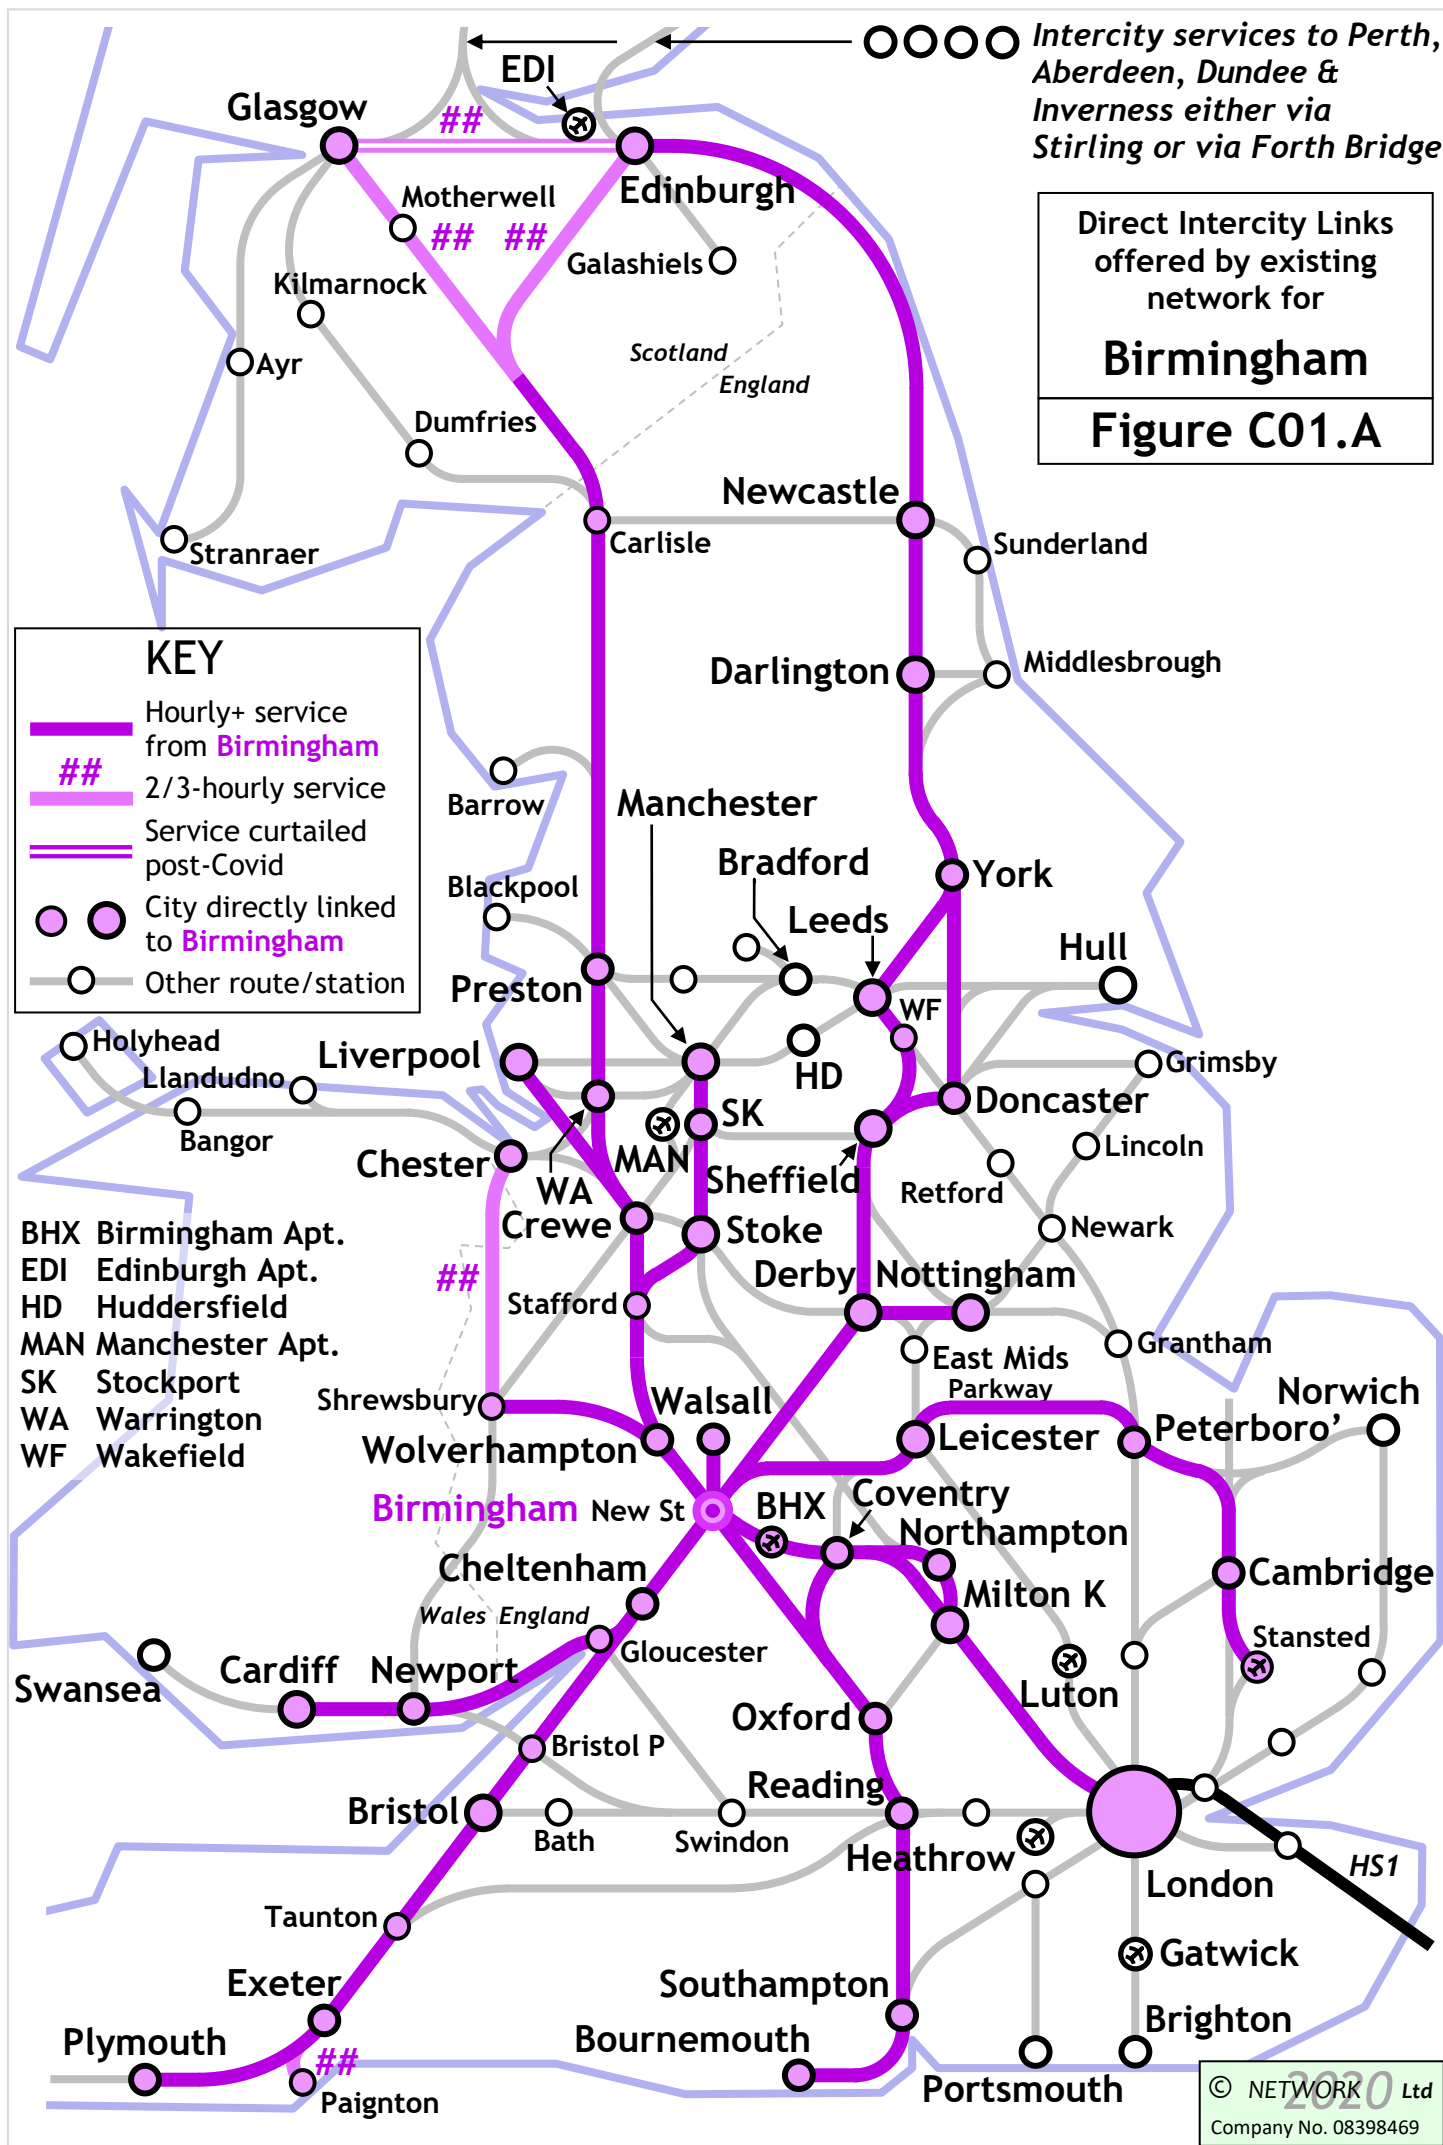 Intercity services to Perth,
Aberdeen, Dundee &
Inverness either via
Stirling or via Forth Bridge
EDI
Glasgow
##
Edinburgh
Motherwell
## ##
Galashiels
Kilmarnock
Direct Intercity Links
offered by existing
network for
Birmingham
Figure C01.A
Scotland
England
Ayr
Dumfries
Newcastle
Carlisle
Sunderland
Stranraer
Darlington
Middlesbrough
KEY
Hourly+ service
from Birmingham
##
2/3-hourly service
Service curtailed
post-Covid
City directly linked
to Birmingham
Other route/station
Barrow
Manchester
Bradford
York
Blackpool
Leeds
Hull
Preston
WF
Holyhead
Liverpool
Llandudno
HD
Grimsby
Doncaster
SK
Bangor
Lincoln
Chester
MAN
Sheffield
Retford
WA
Crewe
Stoke
Newark
BHX Birmingham Apt.
EDI Edinburgh Apt.
HD Huddersfield
MAN Manchester Apt.
SK Stockport
WA Warrington
WF Wakefield
##
Derby
Nottingham
Stafford
Grantham
East Mids
Parkway
Shrewsbury
Walsall
Norwich
Wolverhampton
Leicester
Peterboro’
Birmingham New St
BHX
Coventry
Northampton
Cheltenham
Cambridge
Milton K
Wales England
Gloucester
Stansted
Swansea
Cardiff
Newport
Luton
Oxford
Bristol P
Reading
Bristol
Bath
Swindon
Heathrow
HS1
London
Taunton
Gatwick
Exeter
Southampton
Brighton
Plymouth
Bournemouth
##
Paignton
Portsmouth
© NETWORK 2020 Ltd
Company No. 08398469